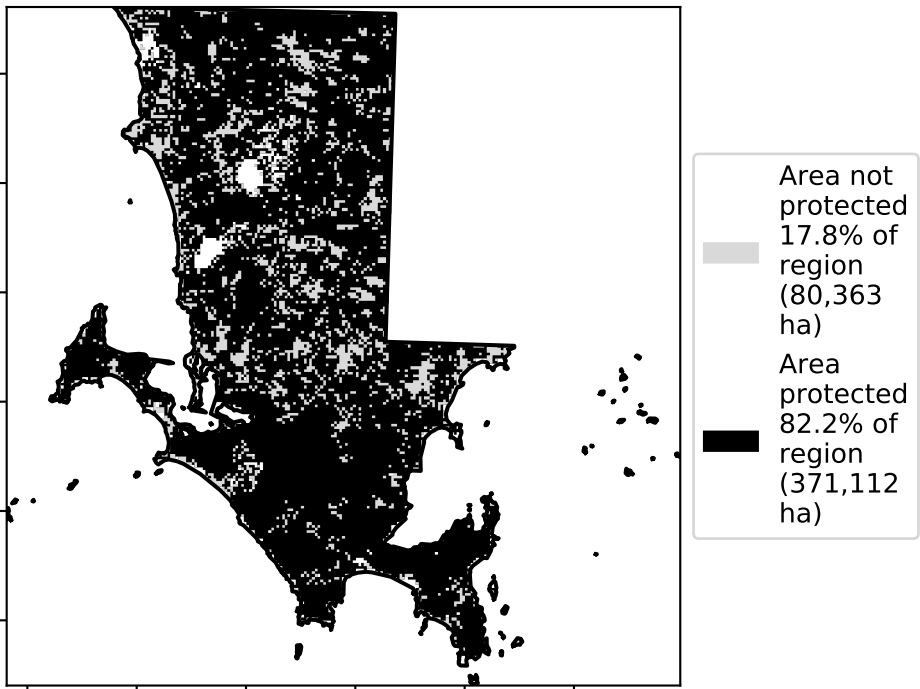 Area not
protected
17.8% of
region
(80,363
ha)
Area
protected
82.2% of
region
(371,112
ha)